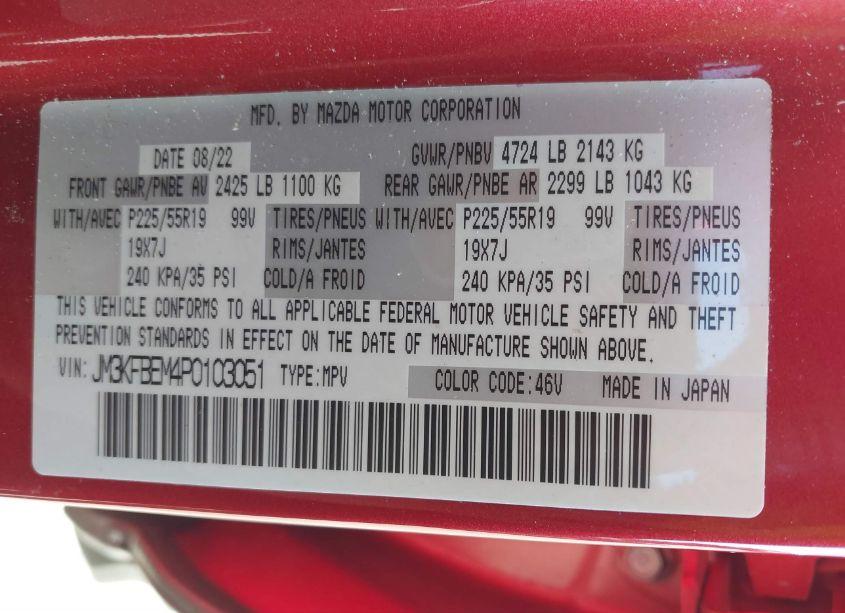 MFD. BY MAZDA MOTOR CORPORATION
DATE 08/22 GVWR/PNBV 4724 LB 2143 KG
FRONT GAWR/PNBE AV 2425 LB 1100 KG REAR GAWR/PNBE AR 2299 LB 1043 KG
WITH/AVEC P225/55R19 99V TIRES/PNEUS WITH/AVEC P225/55R19 99V TIRES/PNEUS
19X7J RIMS/JANTES 19X7J RIMS/JANTES
240 KPA/35 PSI COLD/A FROID 240 KPA/35 PSI COLD/A FROID
THIS VEHICLE CONFORMS TO ALL APPLICABLE FEDERAL MOTOR VEHICLE SAFETY AND THEFT
PREVENTION STANDARDS IN EFFECT ON THE DATE OF MANUFACTURE SHOWN ABOVE.
VIN: JM3KFBEM4P0103051 TYPE:MPV COLOR CODE:46V MADE IN JAPAN